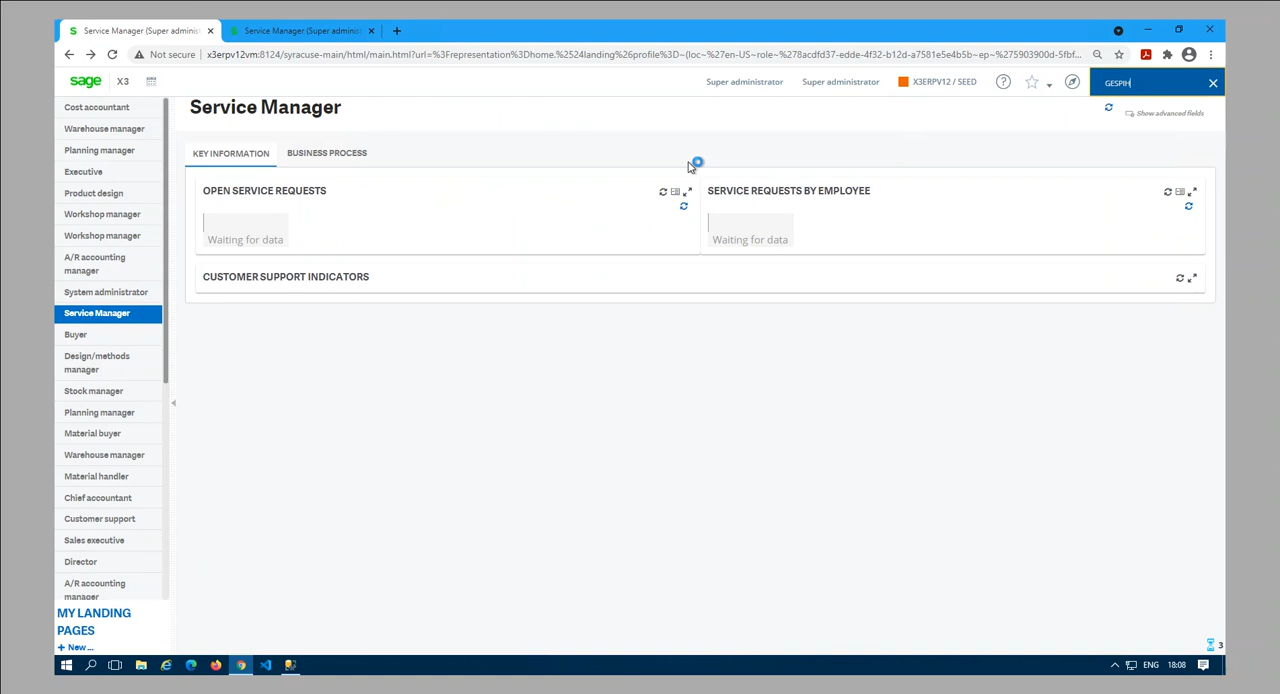 Service Manager (Super adminis
Service Manager (Super administ
Not secure
x3erpv12vm:8124/syracuse-main/html/main.html?url=%3Frepresentation%3Dhome.%2524landing%26profile%3D~(loc~%27en-US~role~%278acdfd37-edde-4f32-b12d-a7581e5e4b5b~ep~%275903900d-5fbf...
sage
X3
Super administrator
Super administrator
X3ERPV12 / SEED
GESPIH
Service Manager
Show advanced fields
KEY INFORMATION
BUSINESS PROCESS
OPEN SERVICE REQUESTS
Waiting for data
SERVICE REQUESTS BY EMPLOYEE
Waiting for data
CUSTOMER SUPPORT INDICATORS
Cost accountant
Warehouse manager
Planning manager
Executive
Product design
Workshop manager
Workshop manager
A/R accounting
manager
System administrator
Service Manager
Buyer
Design/methods
manager
Stock manager
Planning manager
Material buyer
Warehouse manager
Material handler
Chief accountant
Customer support
Sales executive
Director
A/R accounting
manager
MY LANDING
PAGES
+ New ...
3
ENG
18:08